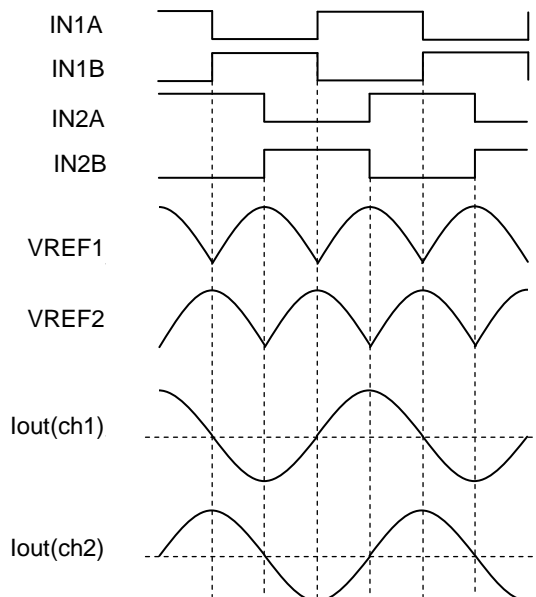 IN1A
IN1B
IN2A
IN2B
VREF1
VREF2
Iout(ch1)
Iout(ch2)